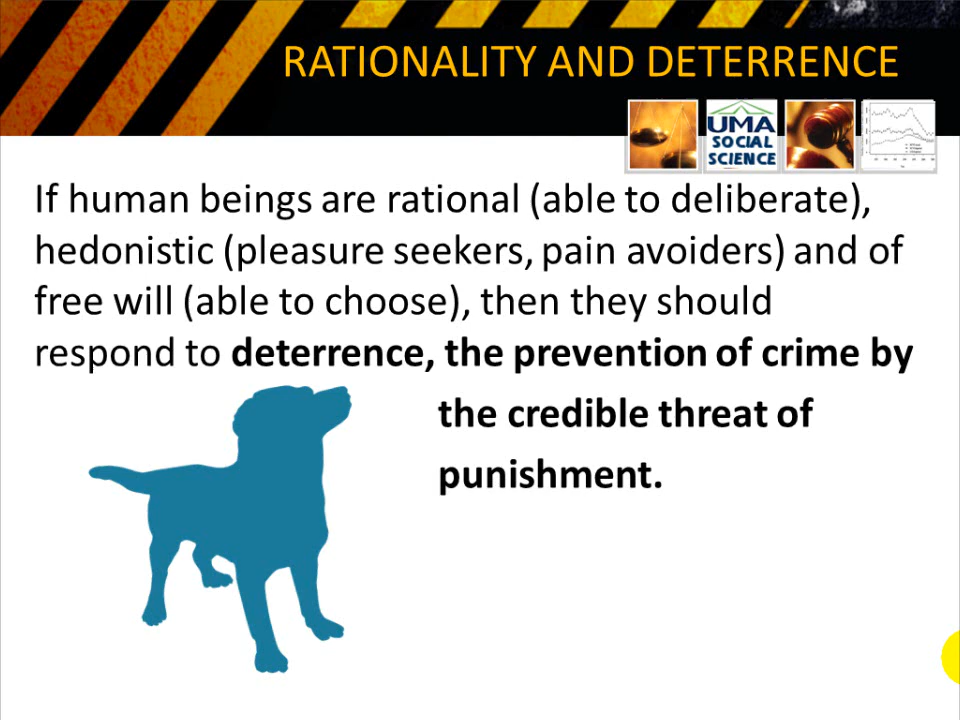 RATIONALITY AND DETERRENCE
UMA
SOCIAL
SCIENCE
If human beings are rational (able to deliberate),
hedonistic (pleasure seekers, pain avoiders) and of
free will (able to choose), then they should
respond to deterrence, the prevention of crime by
the credible threat of
punishment.